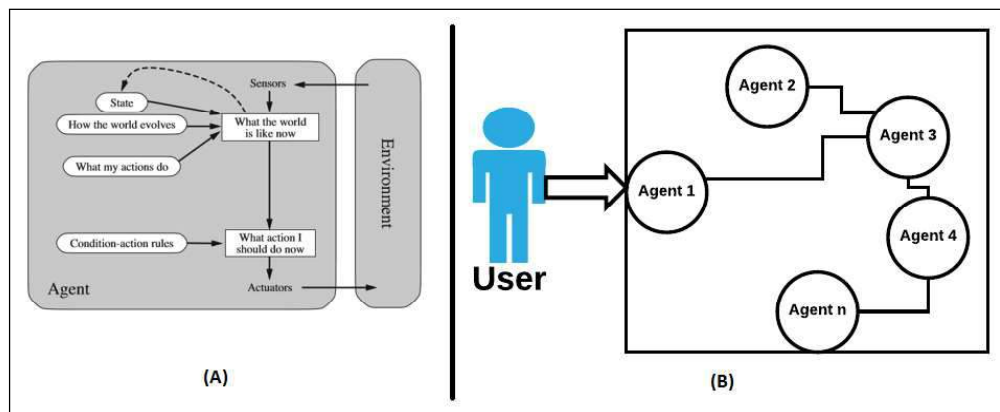 Sensors
State
How the world evolves
What my actions do
What the world
is like now
Condition-action rules
What action I
should do now
Agent
Actuators
Environment
(A)
User
Agent 1
Agent 2
Agent 3
Agent 4
Agent n
(B)